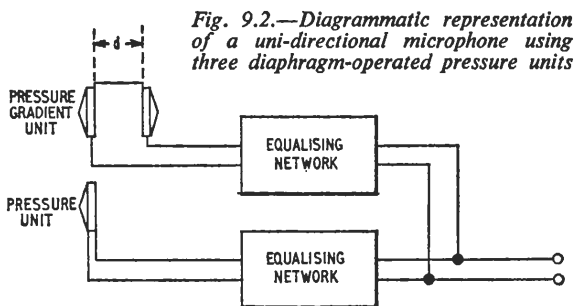 Fig. 9.2.—Diagrammatic representation
of a uni-directional microphone using
three diaphragm-operated pressure units
d
PRESSURE
GRADIENT
UNIT
EQUALISING
NETWORK
PRESSURE
UNIT
EQUALISING
NETWORK